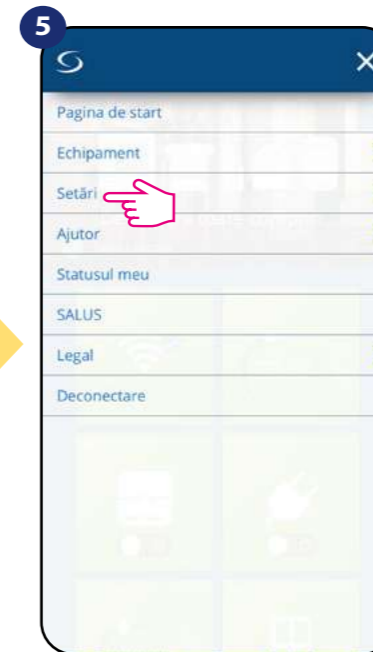 5
Pagina de start
Echipament
Setări
Ajutor
Statusul meu
SALUS
Legal
Deconectare